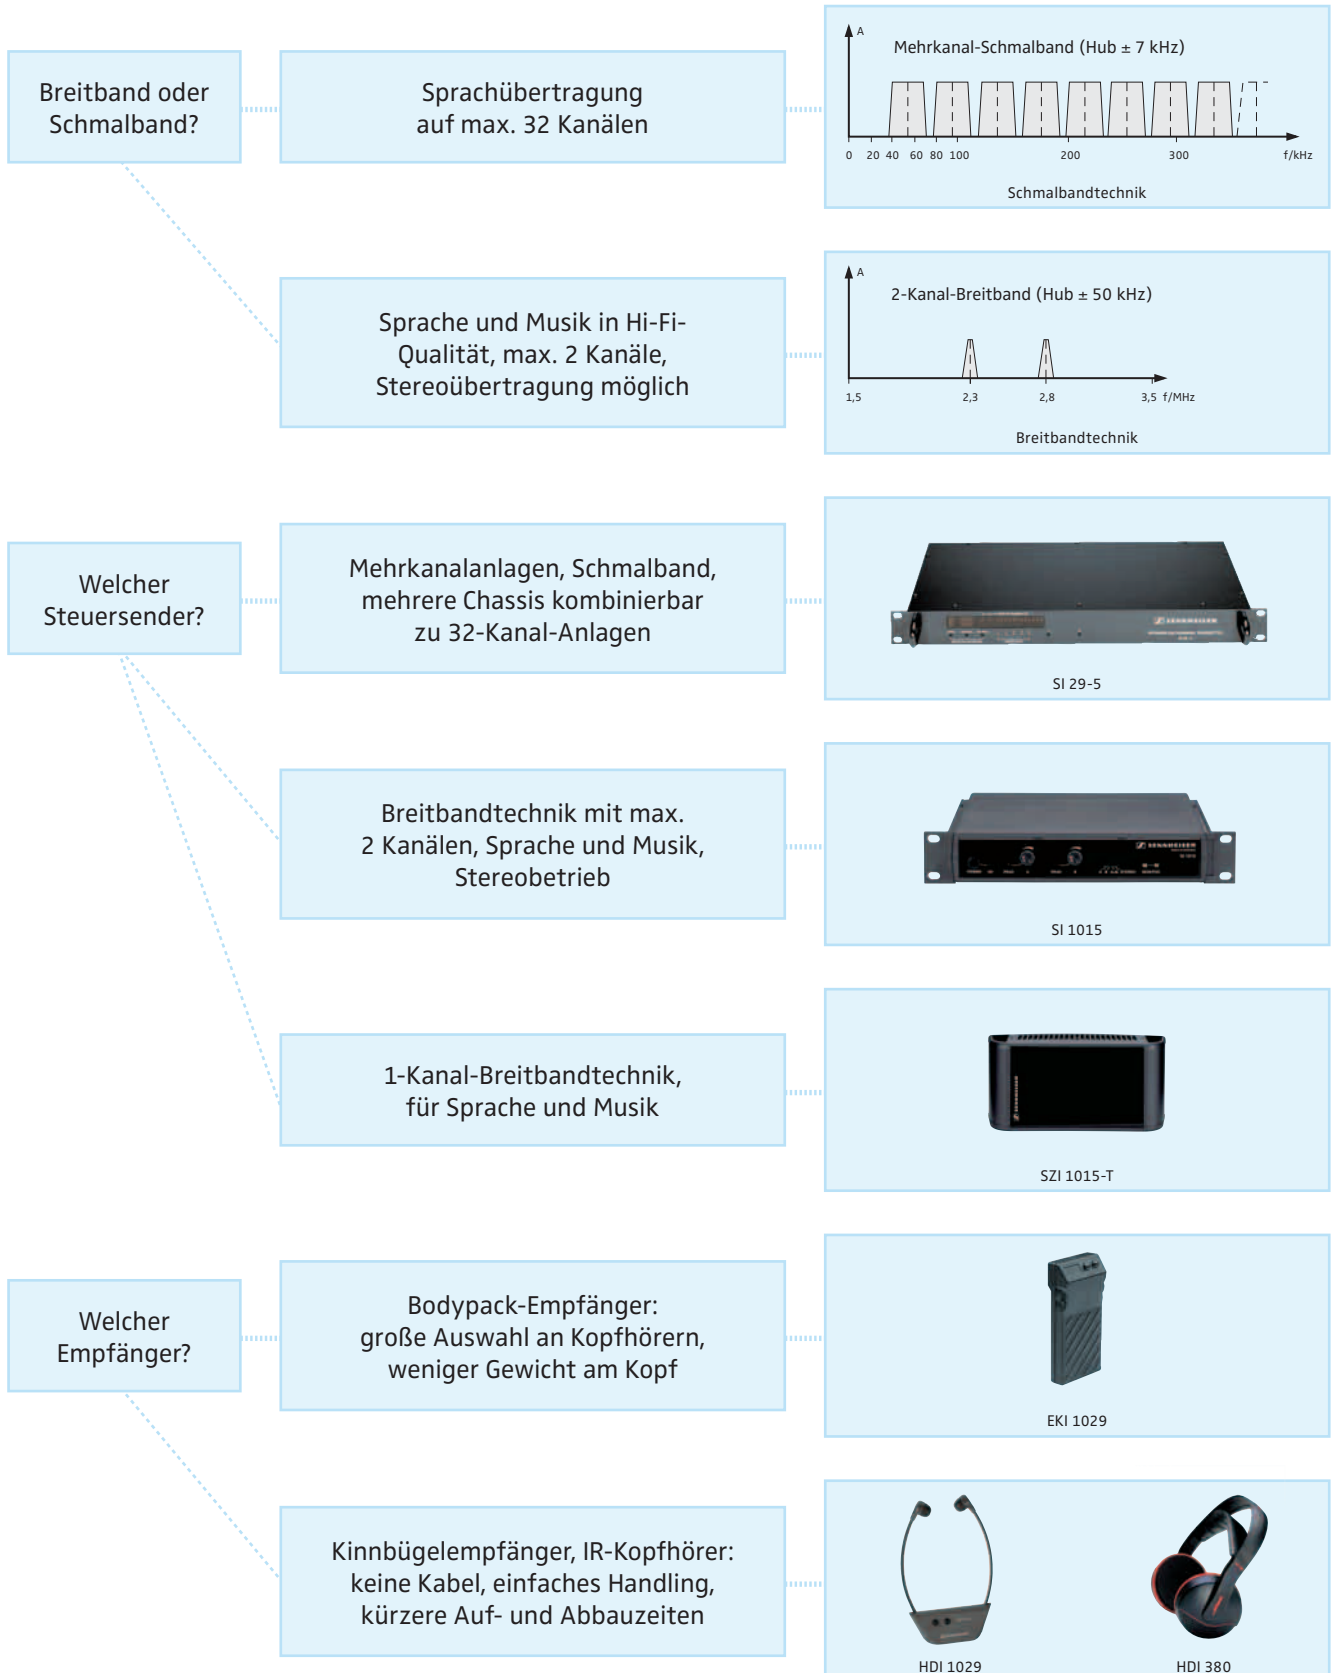 Breitband oder
Schmalband?
Sprachübertragung
auf max. 32 Kanälen
A
Mehrkanal-Schmalband (Hub ± 7 kHz)
0 20 40 60 80 100 200 300 f/kHz
Schmalbandtechnik
Sprache und Musik in Hi-Fi-
Qualität, max. 2 Kanäle,
Stereoübertragung möglich
A
2-Kanal-Breitband (Hub ± 50 kHz)
1,5 2,3 2,8 3,5 f/MHz
Breitbandtechnik
Welcher
Steuersender?
Mehrkanalanlagen, Schmalband,
mehrere Chassis kombinierbar
zu 32-Kanal-Anlagen
SENNHEISER
SI 29-5
Breitbandtechnik mit max.
2 Kanälen, Sprache und Musik,
Stereobetrieb
SENNHEISER
SI 1015
1-Kanal-Breitbandtechnik,
für Sprache und Musik
SENNHEISER
SZI 1015-T
Welcher
Empfänger?
Bodypack-Empfänger:
große Auswahl an Kopfhörern,
weniger Gewicht am Kopf
EKI 1029
Kinnbügelempfänger, IR-Kopfhörer:
keine Kabel, einfaches Handling,
kürzere Auf- und Abbauzeiten
HDI 1029
HDI 380